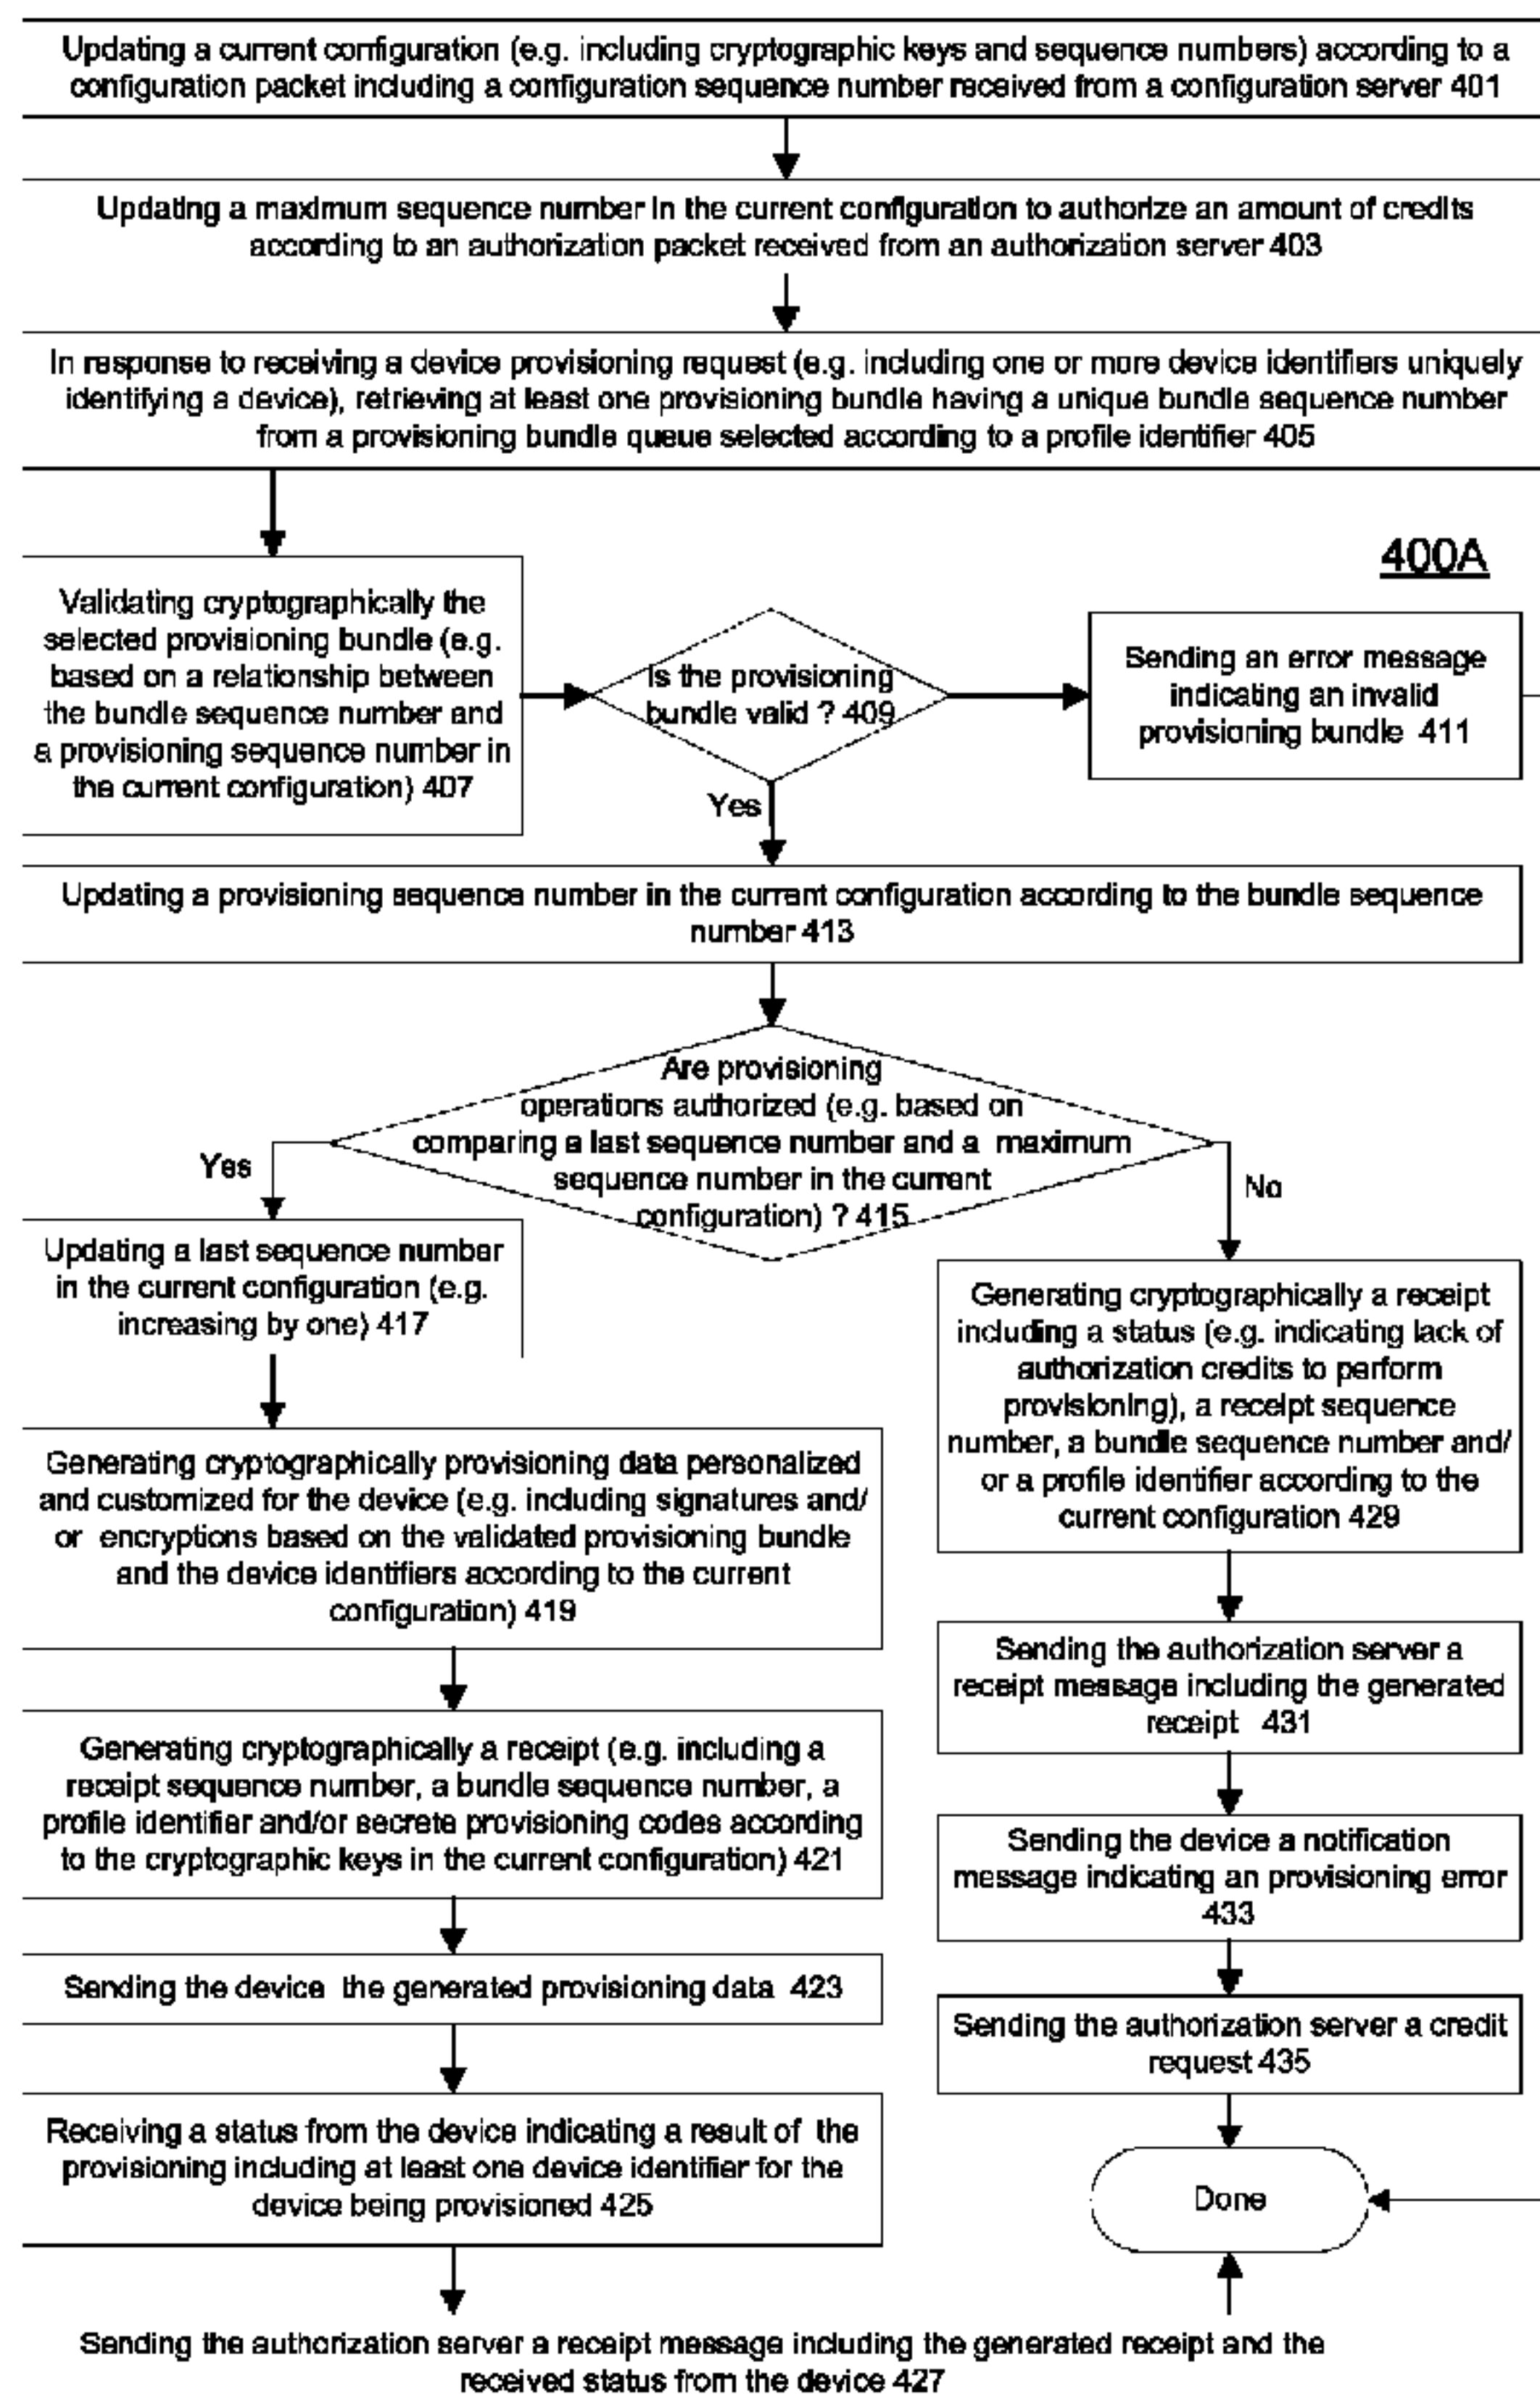 Updating a current configuration (e.g. including cryptographic keys and sequence numbers) according to a
configuration packet including a configuration sequence number received from a configuration server 401
Updating a maximum sequence number in the current configuration to authorize an amount of credits
according to an authorization packet received from an authorization server 403
In response to receiving a device provisioning request (e.g. including one or more device identifiers uniquely
identifying a device), retrieving at least one provisioning bundle having a unique bundle sequence number
from a provisioning bundle queue selected according to a profile identifier 405
400A
Validating cryptographically the
selected provisioning bundle (e.g.
based on a relationship between
the bundle sequence number and
a provisioning sequence number in
the current configuration) 407
Is the provisioning
bundle valid ? 409
Sending an error message
indicating an invalid
provisioning bundle 411
Yes
Updating a provisioning sequence number in the current configuration according to the bundle sequence
number 413
Are provisioning
operations authorized (e.g. based on
comparing a last sequence number and a maximum
sequence number in the current
configuration) ? 415
Yes
No
Updating a last sequence number
in the current configuration (e.g.
increasing by one) 417
Generating cryptographically provisioning data personalized
and customized for the device (e.g. including signatures and/
or encryptions based on the validated provisioning bundle
and the device identifiers according to the current
configuration) 419
Generating cryptographically a receipt (e.g. including a
receipt sequence number, a bundle sequence number, a
profile identifier and/or secrete provisioning codes according
to the cryptographic keys in the current configuration) 421
Sending the device the generated provisioning data 423
Receiving a status from the device indicating a result of the
provisioning including at least one device identifier for the
device being provisioned 425
Sending the authorization server a receipt message including the generated receipt and the
received status from the device 427
Generating cryptographically a receipt
including a status (e.g. indicating lack of
authorization credits to perform
provisioning), a receipt sequence
number, a bundle sequence number and/
or a profile identifier according to the
current configuration 429
Sending the authorization server a
receipt message including the generated
receipt 431
Sending the device a notification
message indicating an provisioning error
433
Sending the authorization server a credit
request 435
Done